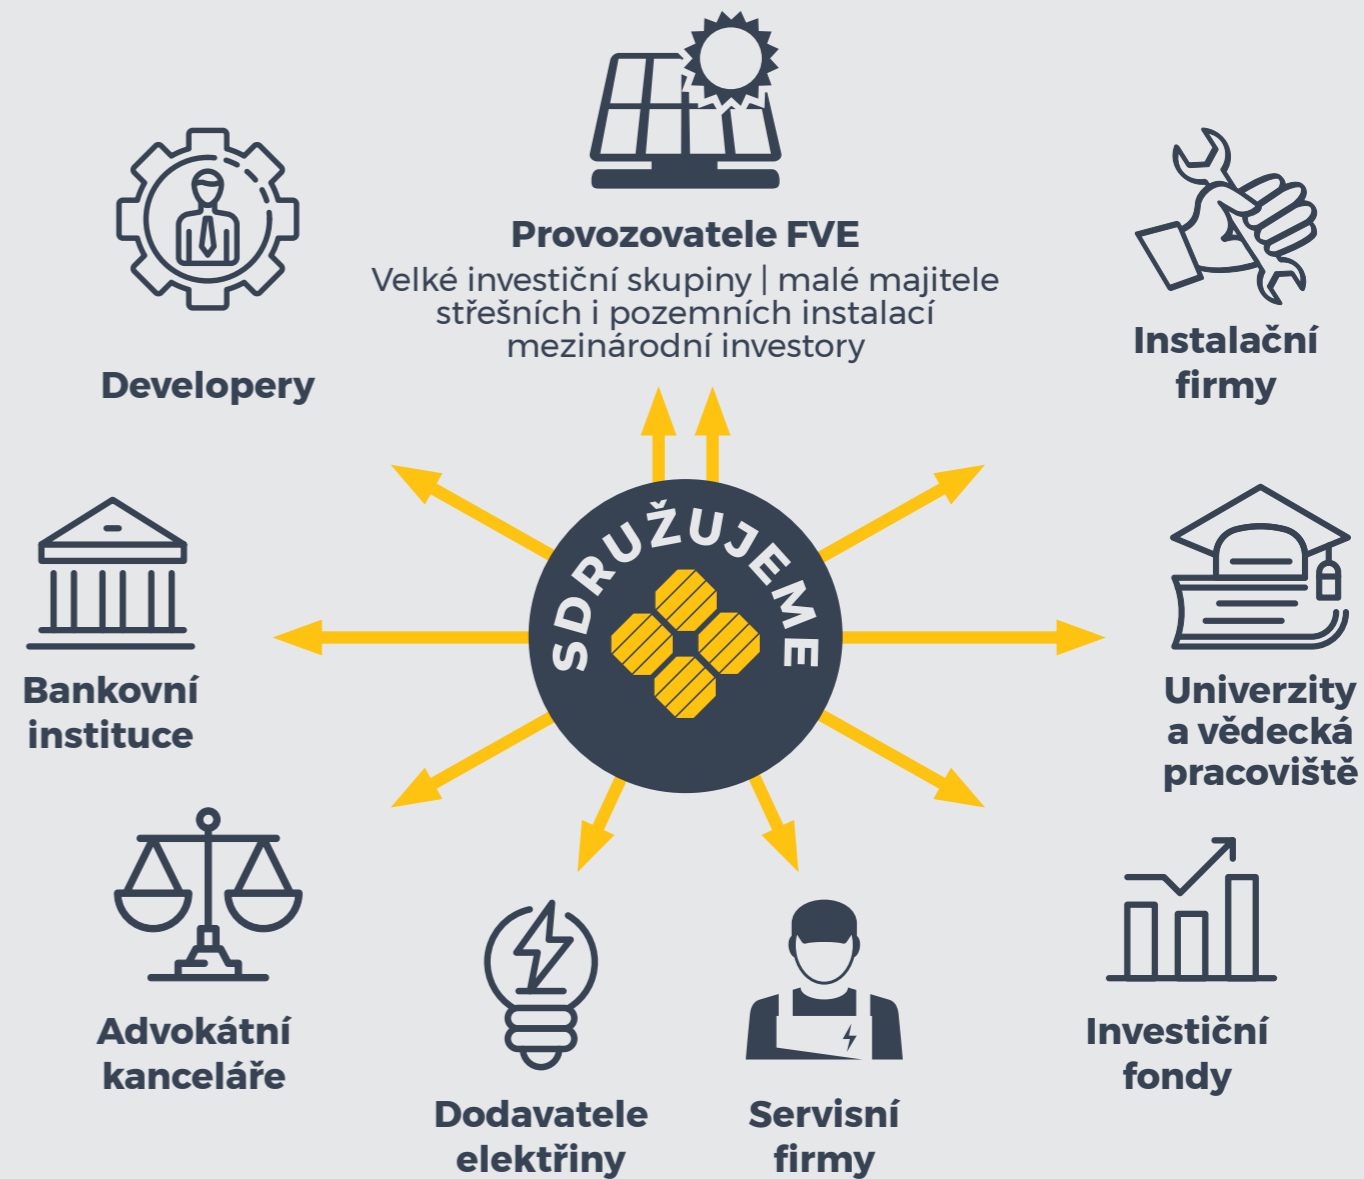 Provozovatele FVE
Velké investiční skupiny | malé majitele
střešních i pozemních instalací
mezinárodní investory
Developery
Instalační
firmy
SDRUŽUJEME
Bankovní
instituce
Univerzity
a vědecká
pracoviště
Advokátní
kanceláře
Investiční
fondy
Dodavatele
elektřiny
Servisní
firmy